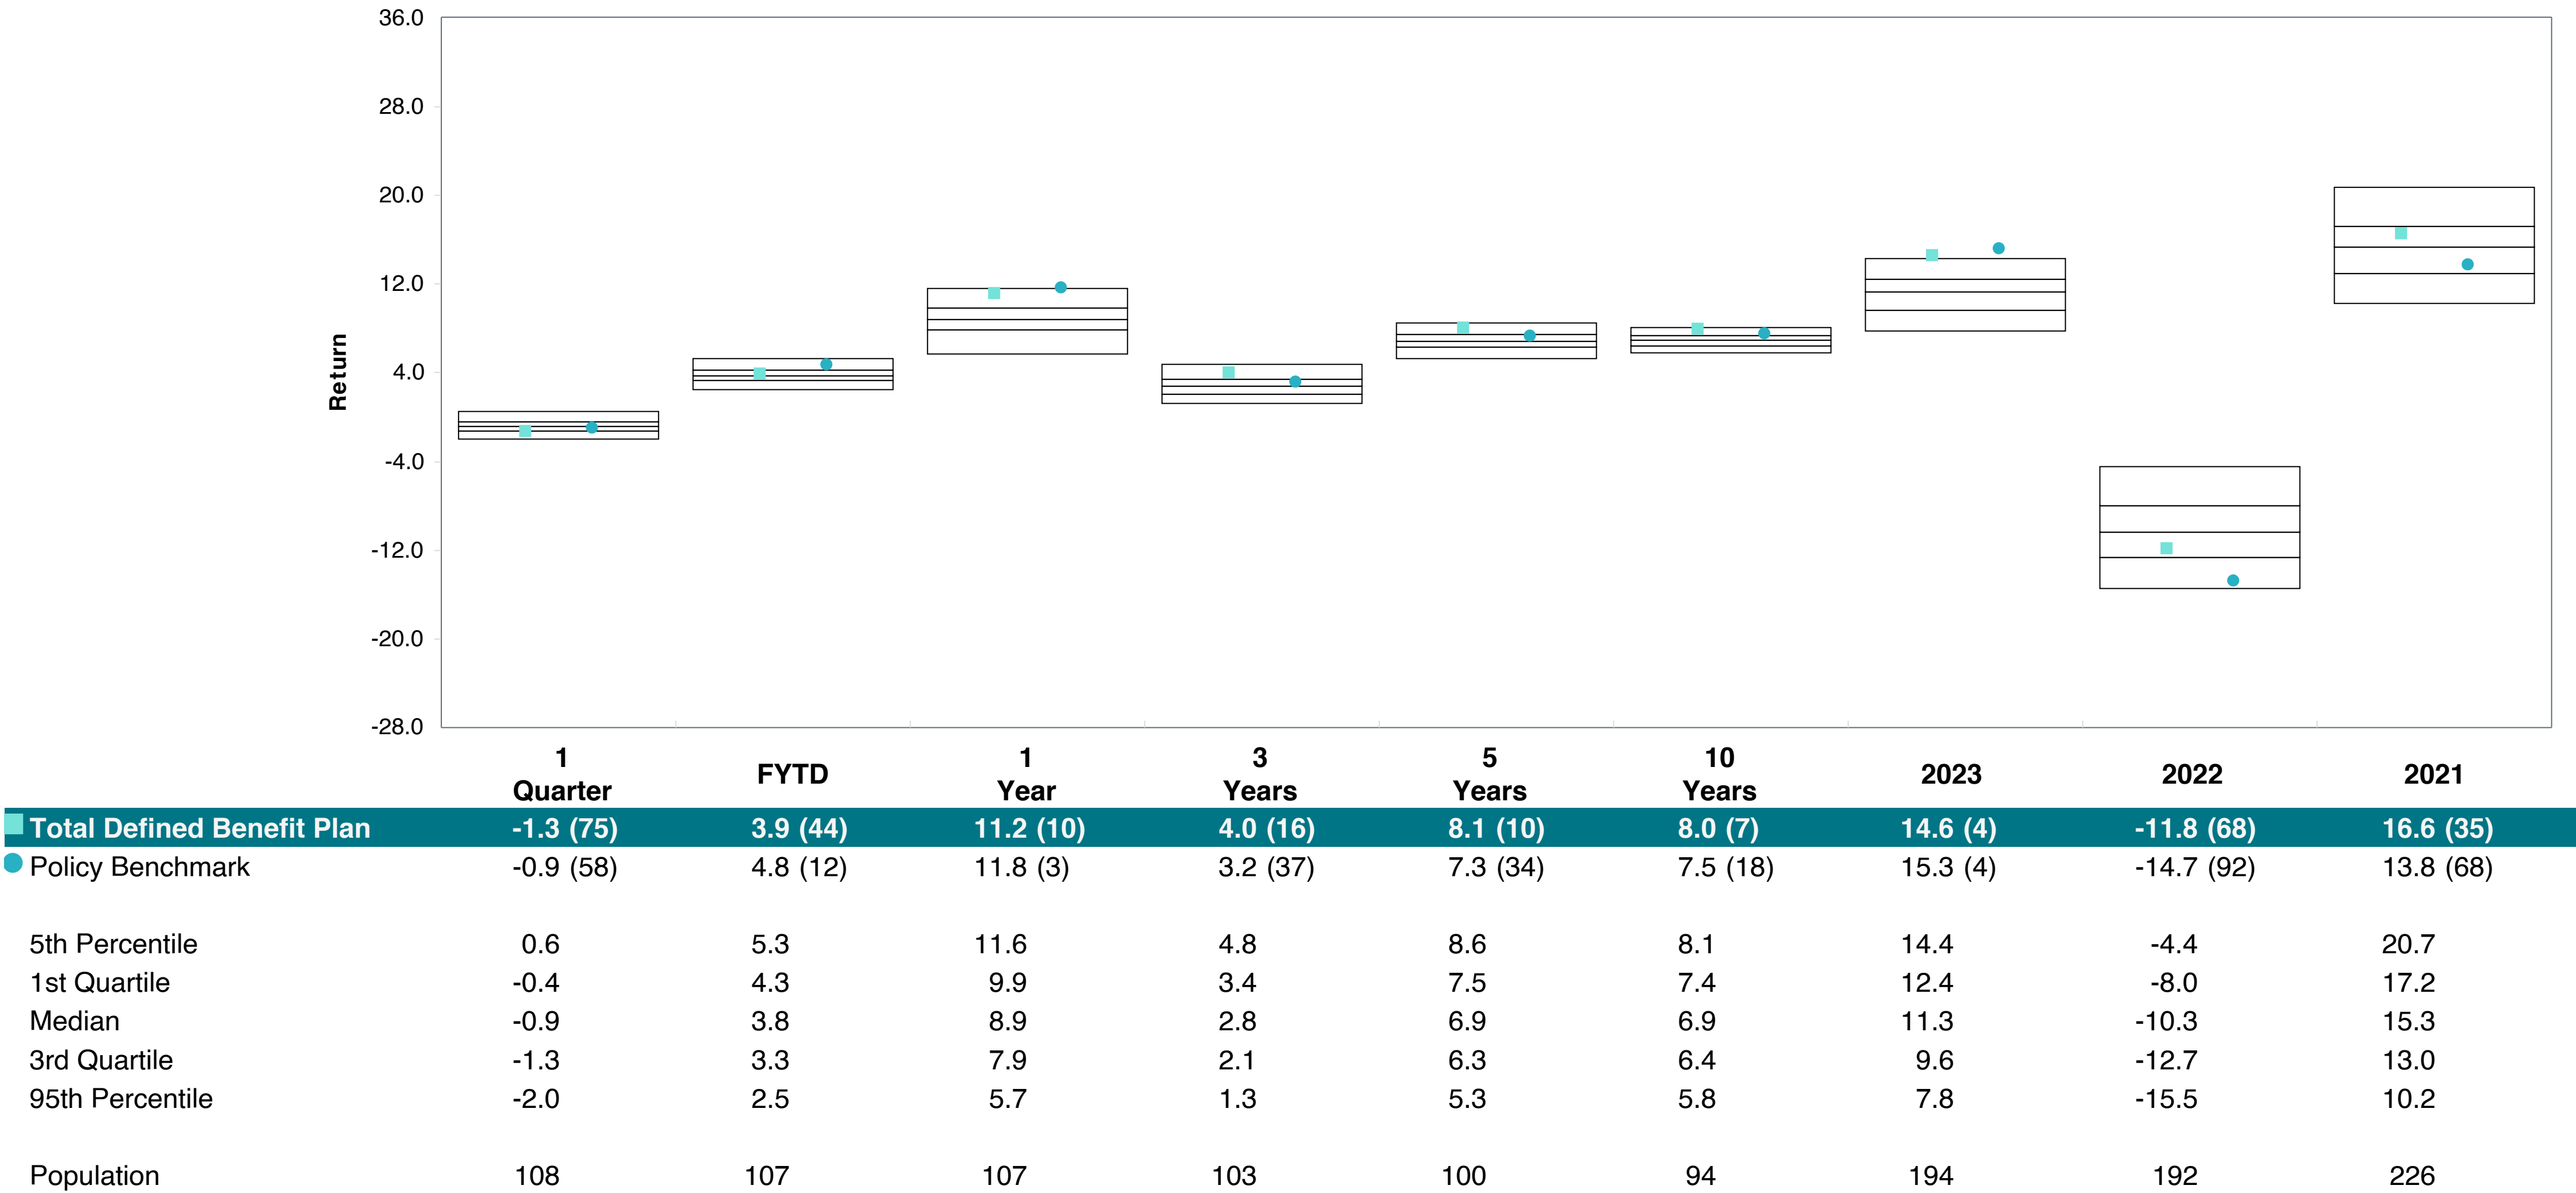 36.0
28.0
20.0
12.0
4.0
-4.0
-12.0
-20.0
-28.0
Return
1 Quarter FYTD 1 Year 3 Years 5 Years 10 Years 2023 2022 2021
Total Defined Benefit Plan -1.3 (75) 3.9 (44) 11.2 (10) 4.0 (16) 8.1 (10) 8.0 (7) 14.6 (4) -11.8 (68) 16.6 (35)
Policy Benchmark -0.9 (58) 4.8 (12) 11.8 (3) 3.2 (37) 7.3 (34) 7.5 (18) 15.3 (4) -14.7 (92) 13.8 (68)
5th Percentile 0.6 5.3 11.6 4.8 8.6 8.1 14.4 -4.4 20.7
1st Quartile -0.4 4.3 9.9 3.4 7.5 7.4 12.4 -8.0 17.2
Median -0.9 3.8 8.9 2.8 6.9 6.9 11.3 -10.3 15.3
3rd Quartile -1.3 3.3 7.9 2.1 6.3 6.4 9.6 -12.7 13.0
95th Percentile -2.0 2.5 5.7 1.3 5.3 5.8 7.8 -15.5 10.2
Population 108 107 107 103 100 94 194 192 226